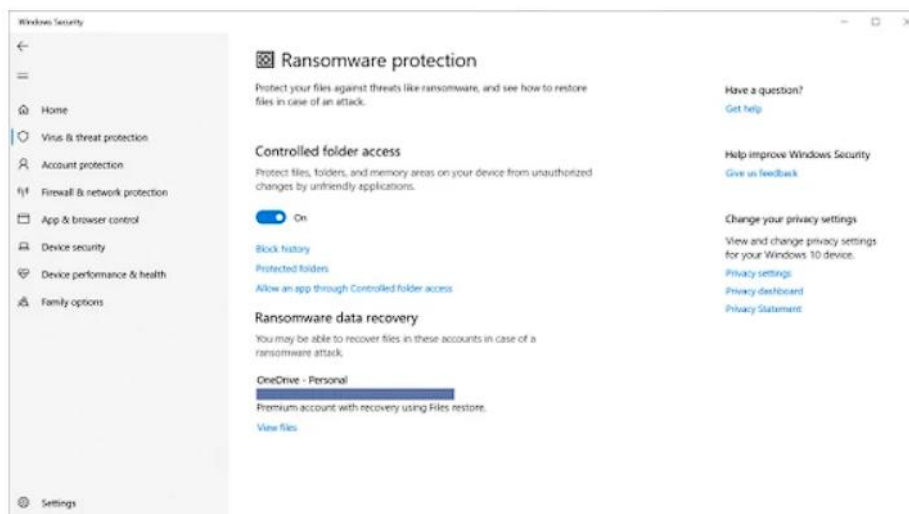 Windows Security
Home
Virus & threat protection
Account protection
Firewall & network protection
App & browser control
Device security
Device performance & health
Family options
Settings
Ransomware protection
Protect your files against threats like ransomware, and see how to restore
files in case of an attack.
Controlled folder access
Protect files, folders, and memory areas on your device from unauthorized
changes by unfriendly applications.
On
Block history
Protected folders
Allow an app through Controlled folder access
Ransomware data recovery
You may be able to recover files in these accounts in case of a
ransomware attack.
OneDrive - Personal
Premium account with recovery using Files restore.
View files
Have a question?
Get help
Help improve Windows Security
Give us feedback
Change your privacy settings
View and change privacy settings
for your Windows 10 device.
Privacy settings
Privacy dashboard
Privacy Statement